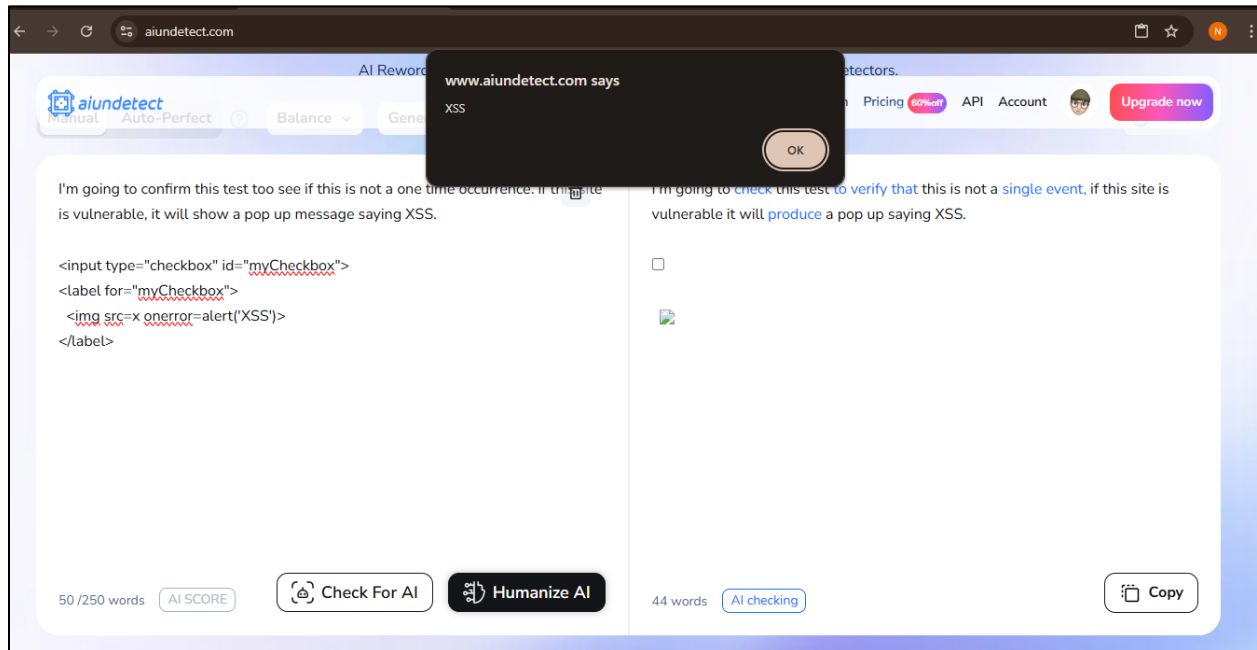 aiundetect.com
N
AI Reword
etectors.
www.aiundetect.com says
XSS
OK
aiundetect
Pricing 60%off API Account Upgrade now
Manual Auto-Perfect ? Balance Gene
I'm going to confirm this test too see if this is not a one time occurrence. If this site
is vulnerable, it will show a pop up message saying XSS.
<input type="checkbox" id="myCheckbox">
<label for="myCheckbox">
<img src=x onerror=alert('XSS')>
</label>
50 /250 words AI SCORE Check For AI Humanize AI
I'm going to check this test to verify that this is not a single event, if this site is
vulnerable it will produce a pop up saying XSS.
44 words AI checking Copy